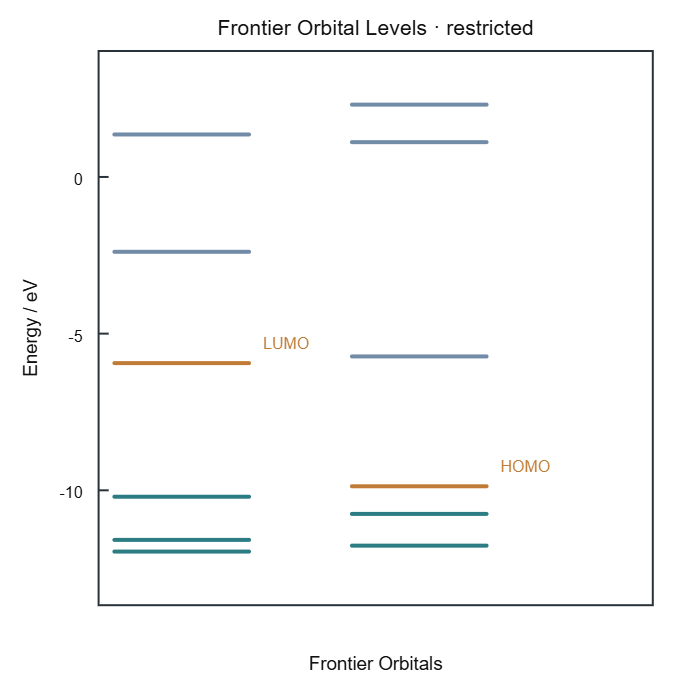 Frontier Orbital Levels · restricted
Energy / eV
0
-5
-10
LUMO
HOMO
Frontier Orbitals